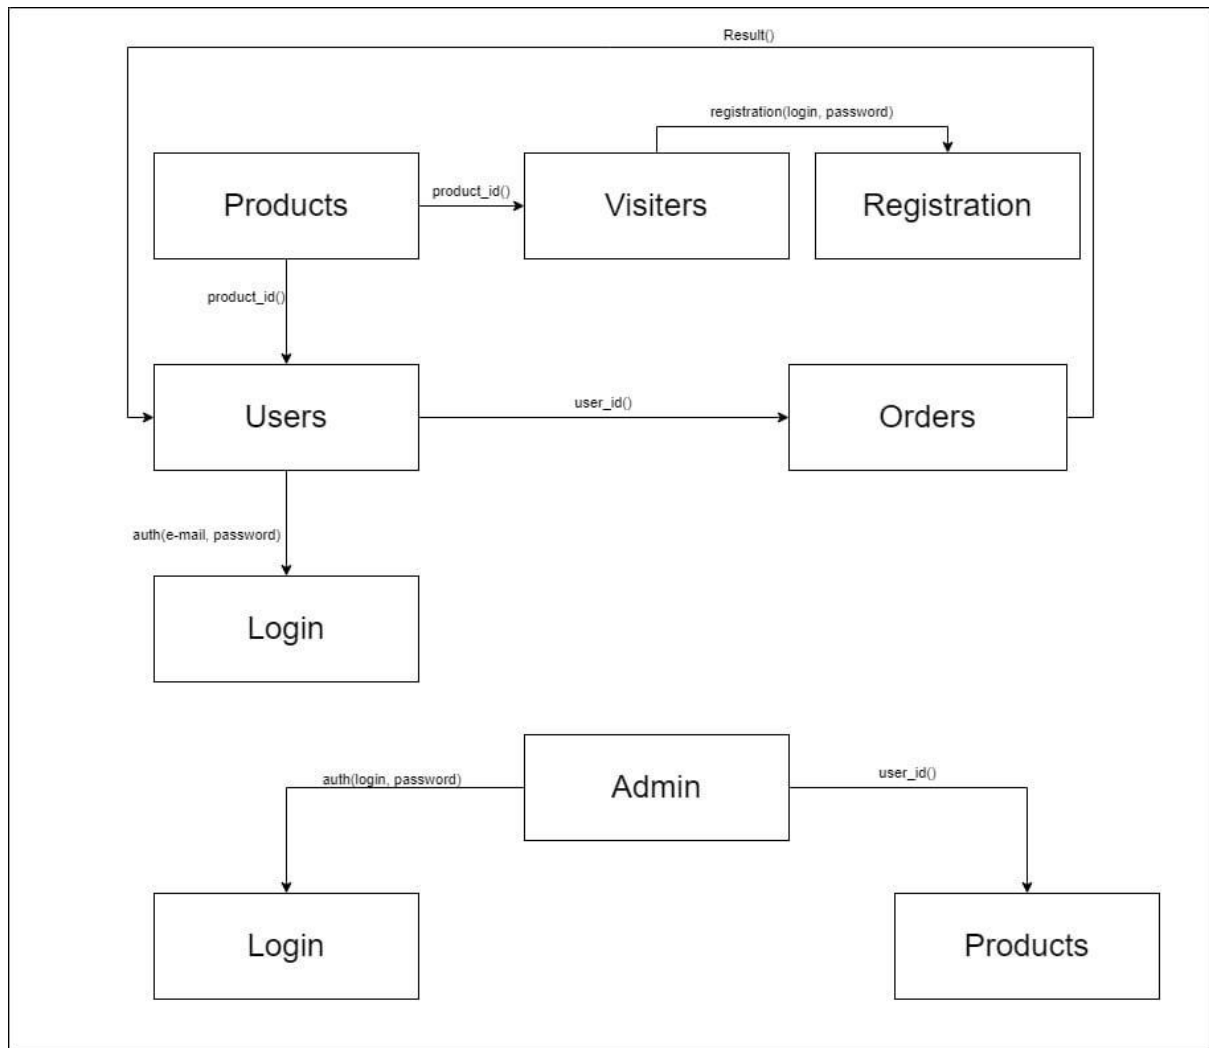 Result()
registration(login, password)
Products
product_id()
Visiters
Registration
product_id()
Users
user_id()
Orders
auth(e-mail, password)
Login
Admin
auth(login, password)
user_id()
Login
Products